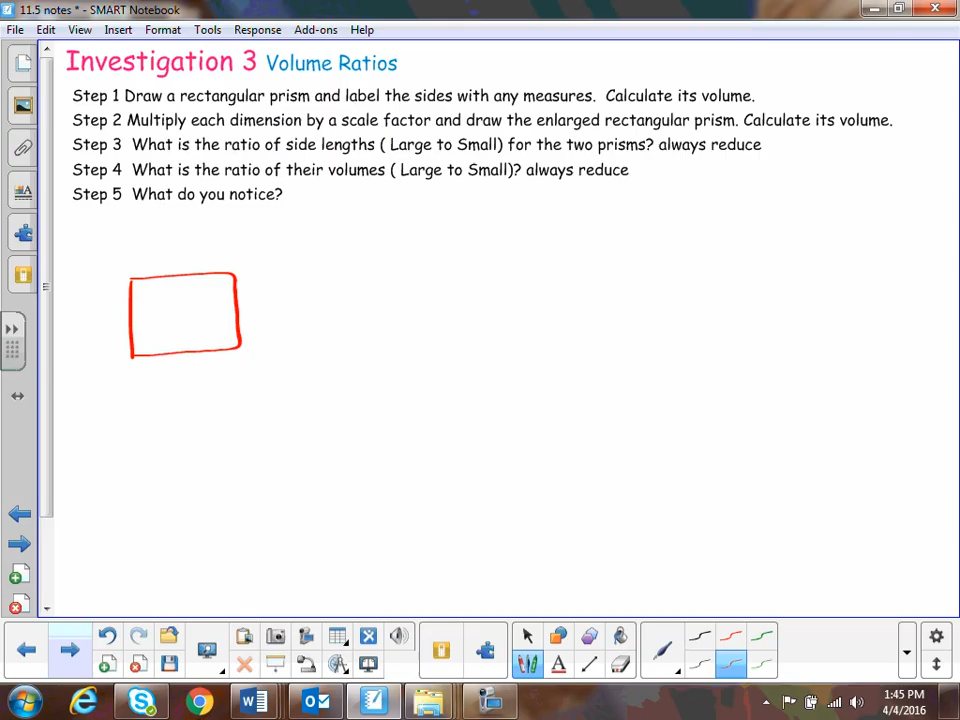 11.5 notes * - SMART Notebook
File Edit View Insert Format Tools Response Add-ons Help
Investigation 3 Volume Ratios
Step 1 Draw a rectangular prism and label the sides with any measures. Calculate its volume.
Step 2 Multiply each dimension by a scale factor and draw the enlarged rectangular prism. Calculate its volume.
Step 3 What is the ratio of side lengths ( Large to Small) for the two prisms? always reduce
Step 4 What is the ratio of their volumes ( Large to Small)? always reduce
Step 5 What do you notice?
1:45 PM
4/4/2016